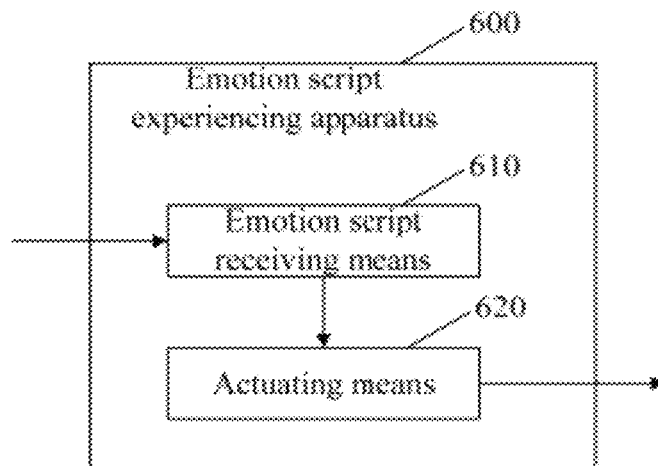 600
Emotion script
experiencing apparatus
610
Emotion script
receiving means
620
Actuating means